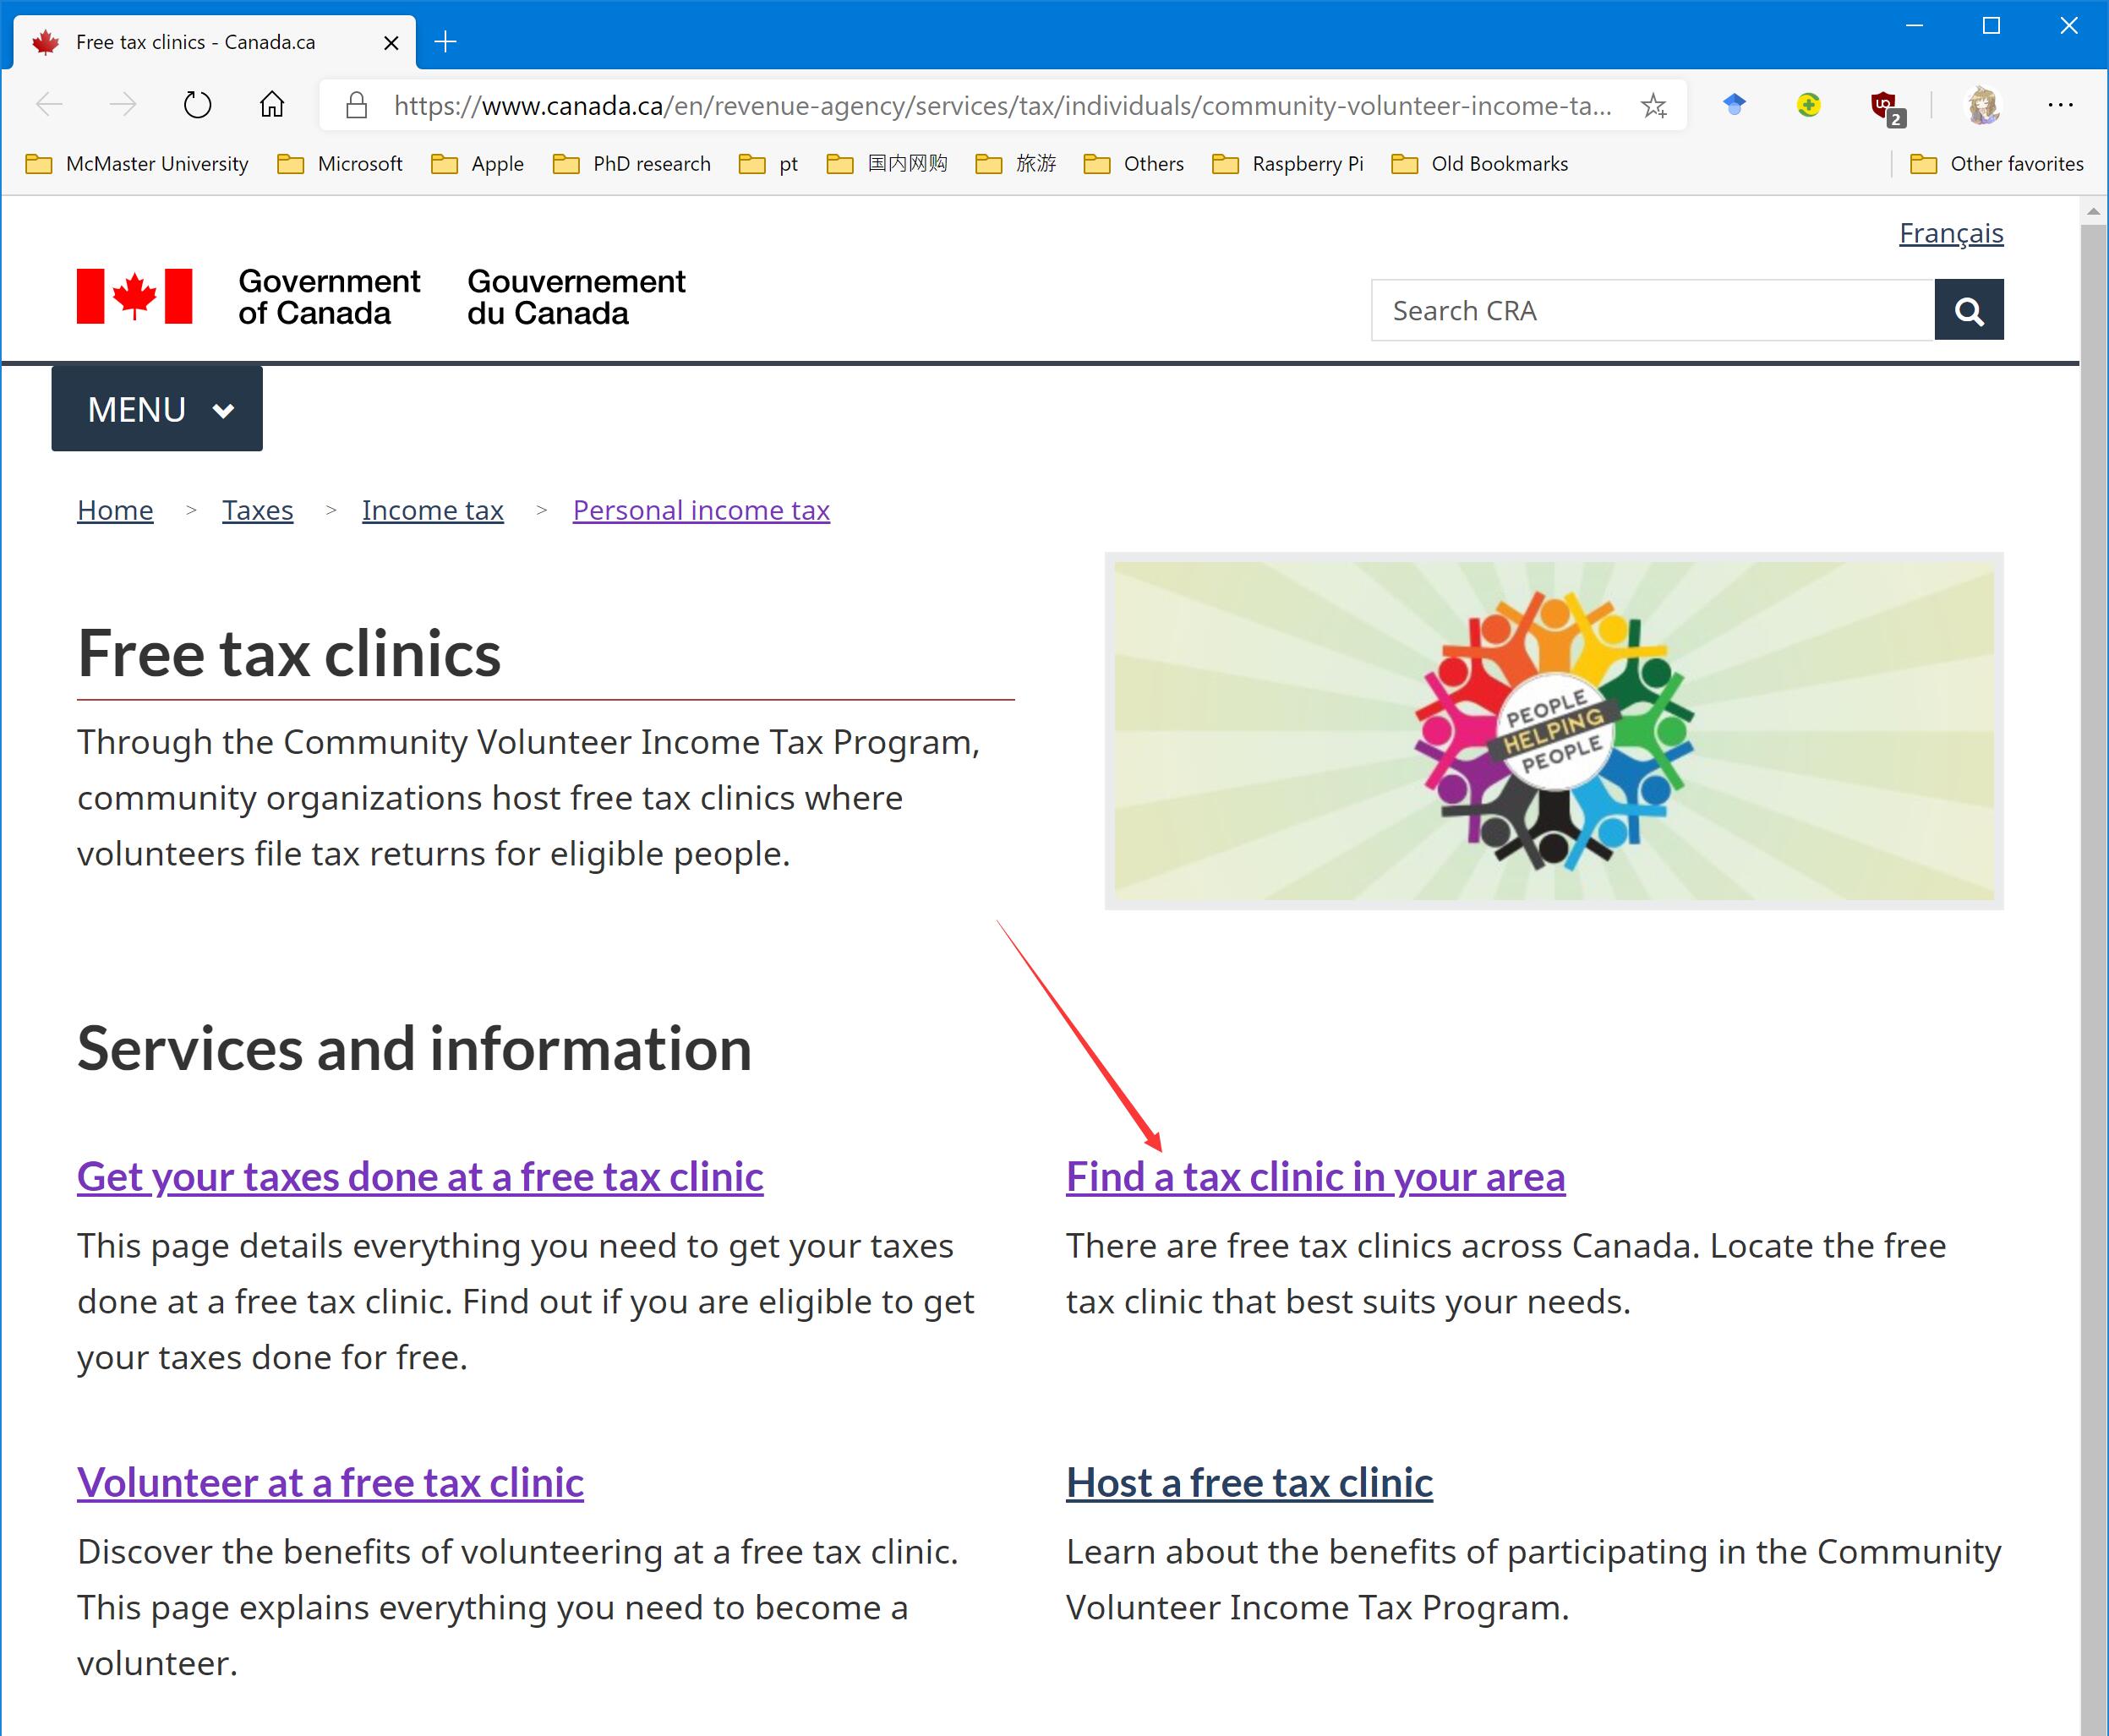 Free tax clinics - Canada.ca
https://www.canada.ca/en/revenue-agency/services/tax/individuals/community-volunteer-income-ta...
2
McMaster University Microsoft Apple PhD research pt 国内网购 旅游 Others Raspberry Pi Old Bookmarks Other favorites
Français
Government Gouvernement
of Canada du Canada
Search CRA
MENU
Home > Taxes > Income tax > Personal income tax
Free tax clinics
Through the Community Volunteer Income Tax Program,
community organizations host free tax clinics where
volunteers file tax returns for eligible people.
PEOPLE
HELPING
PEOPLE
Services and information
Get your taxes done at a free tax clinic
This page details everything you need to get your taxes
done at a free tax clinic. Find out if you are eligible to get
your taxes done for free.
Find a tax clinic in your area
There are free tax clinics across Canada. Locate the free
tax clinic that best suits your needs.
Volunteer at a free tax clinic
Discover the benefits of volunteering at a free tax clinic.
This page explains everything you need to become a
volunteer.
Host a free tax clinic
Learn about the benefits of participating in the Community
Volunteer Income Tax Program.